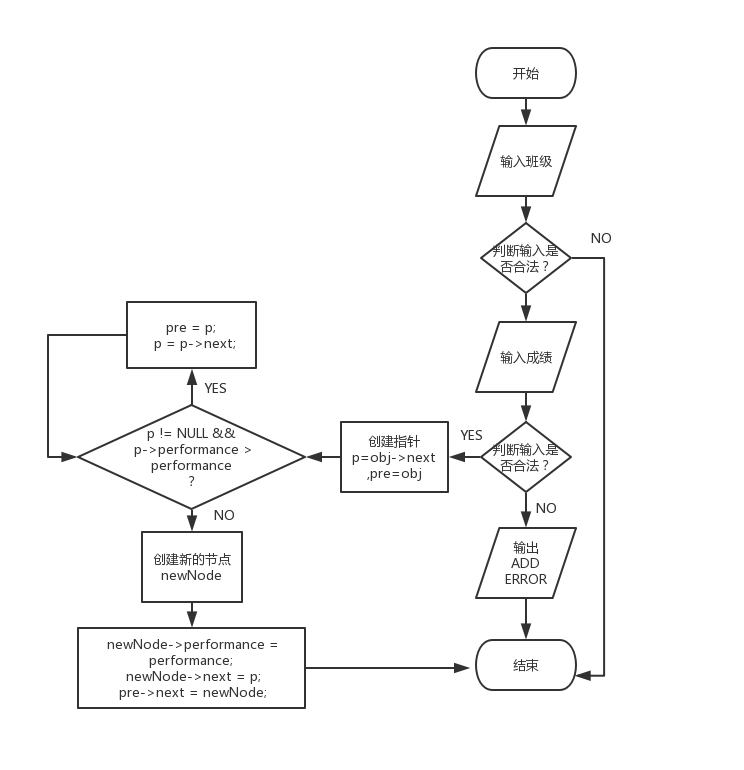 开始
输入班级
判断输入是
否合法？
NO
输入成绩
判断输入是
否合法？
YES
NO
创建指针
p=obj->next
,pre=obj
pre = p;
p = p->next;
YES
p != NULL &&
p->performance >
performance
?
NO
创建新的节点
newNode
newNode->performance =
performance;
newNode->next = p;
pre->next = newNode;
输出
ADD
ERROR
结束